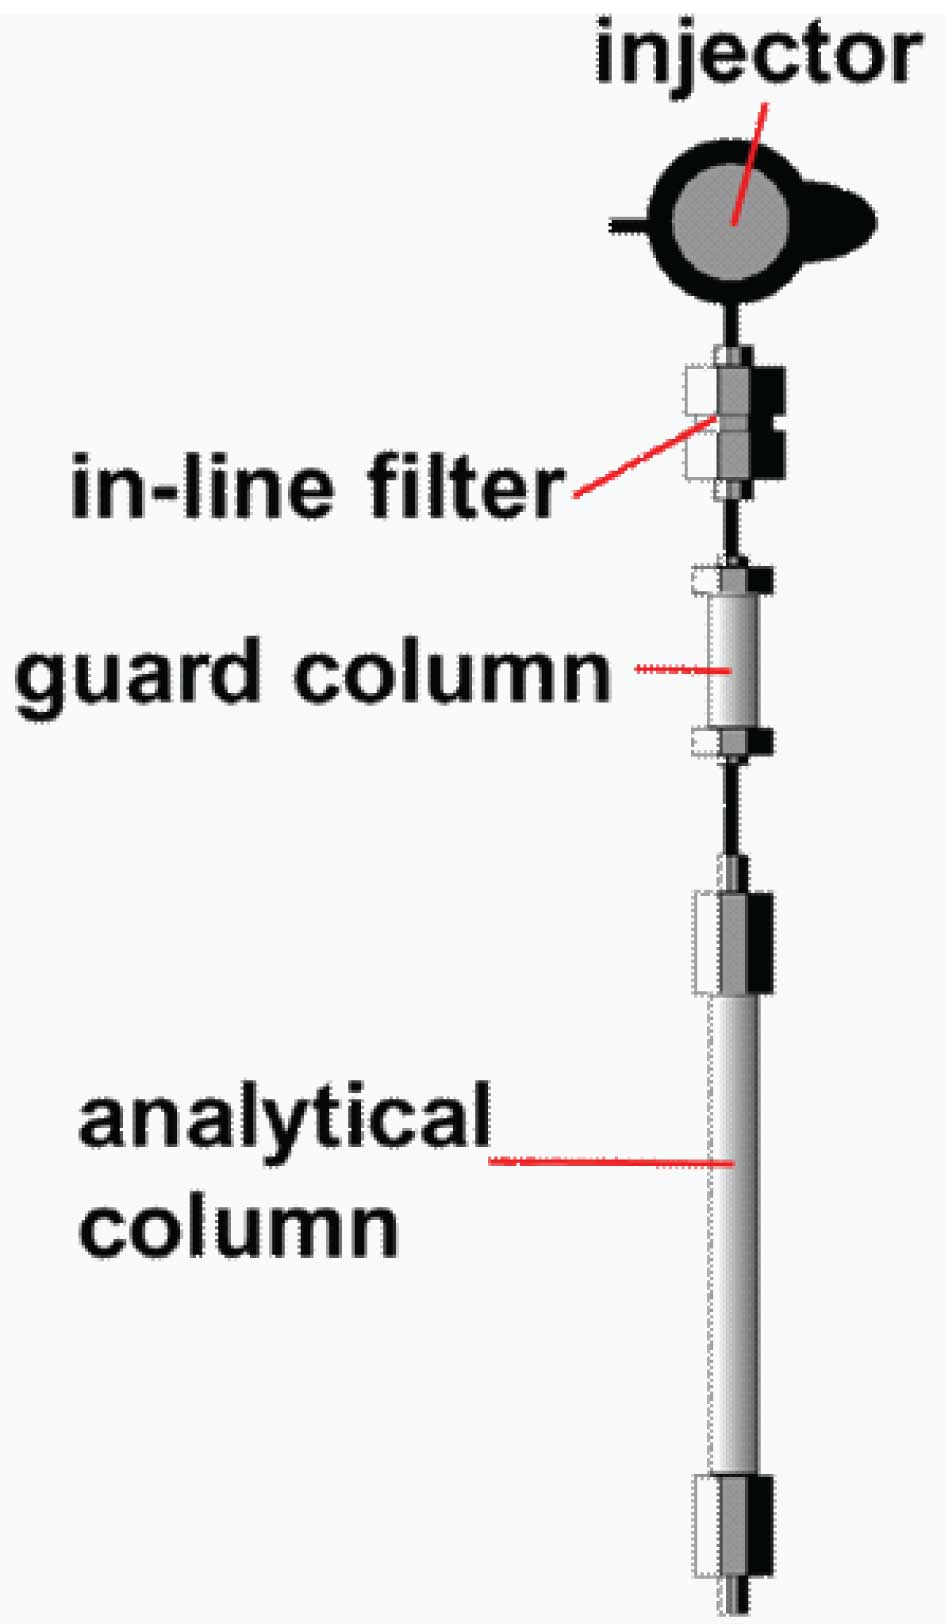 injector
in-line filter
guard column
analytical
column